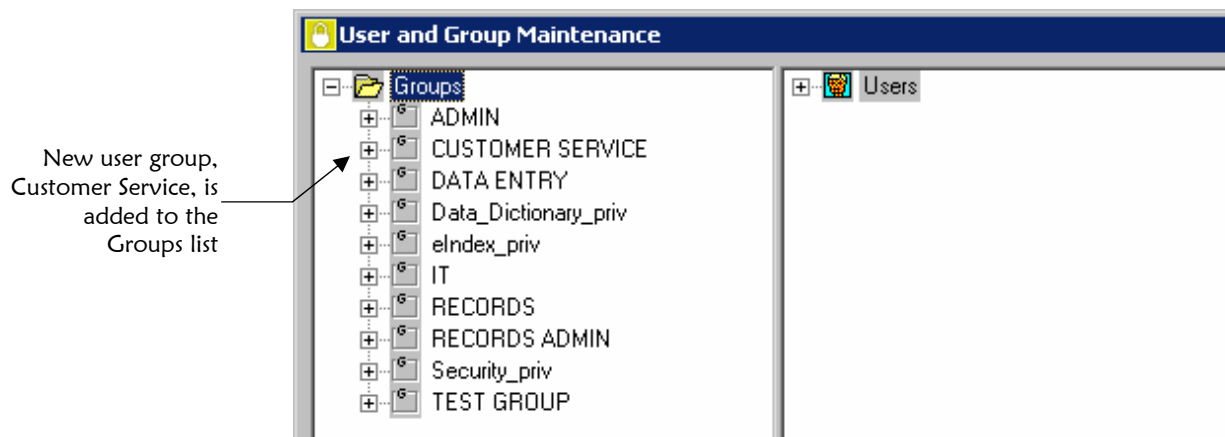 User and Group Maintenance
New user group,
Customer Service, is
added to the
Groups list
Groups
ADMIN
CUSTOMER SERVICE
DATA ENTRY
Data_Dictionary_priv
eIndex_priv
IT
RECORDS
RECORDS ADMIN
Security_priv
TEST GROUP
Users